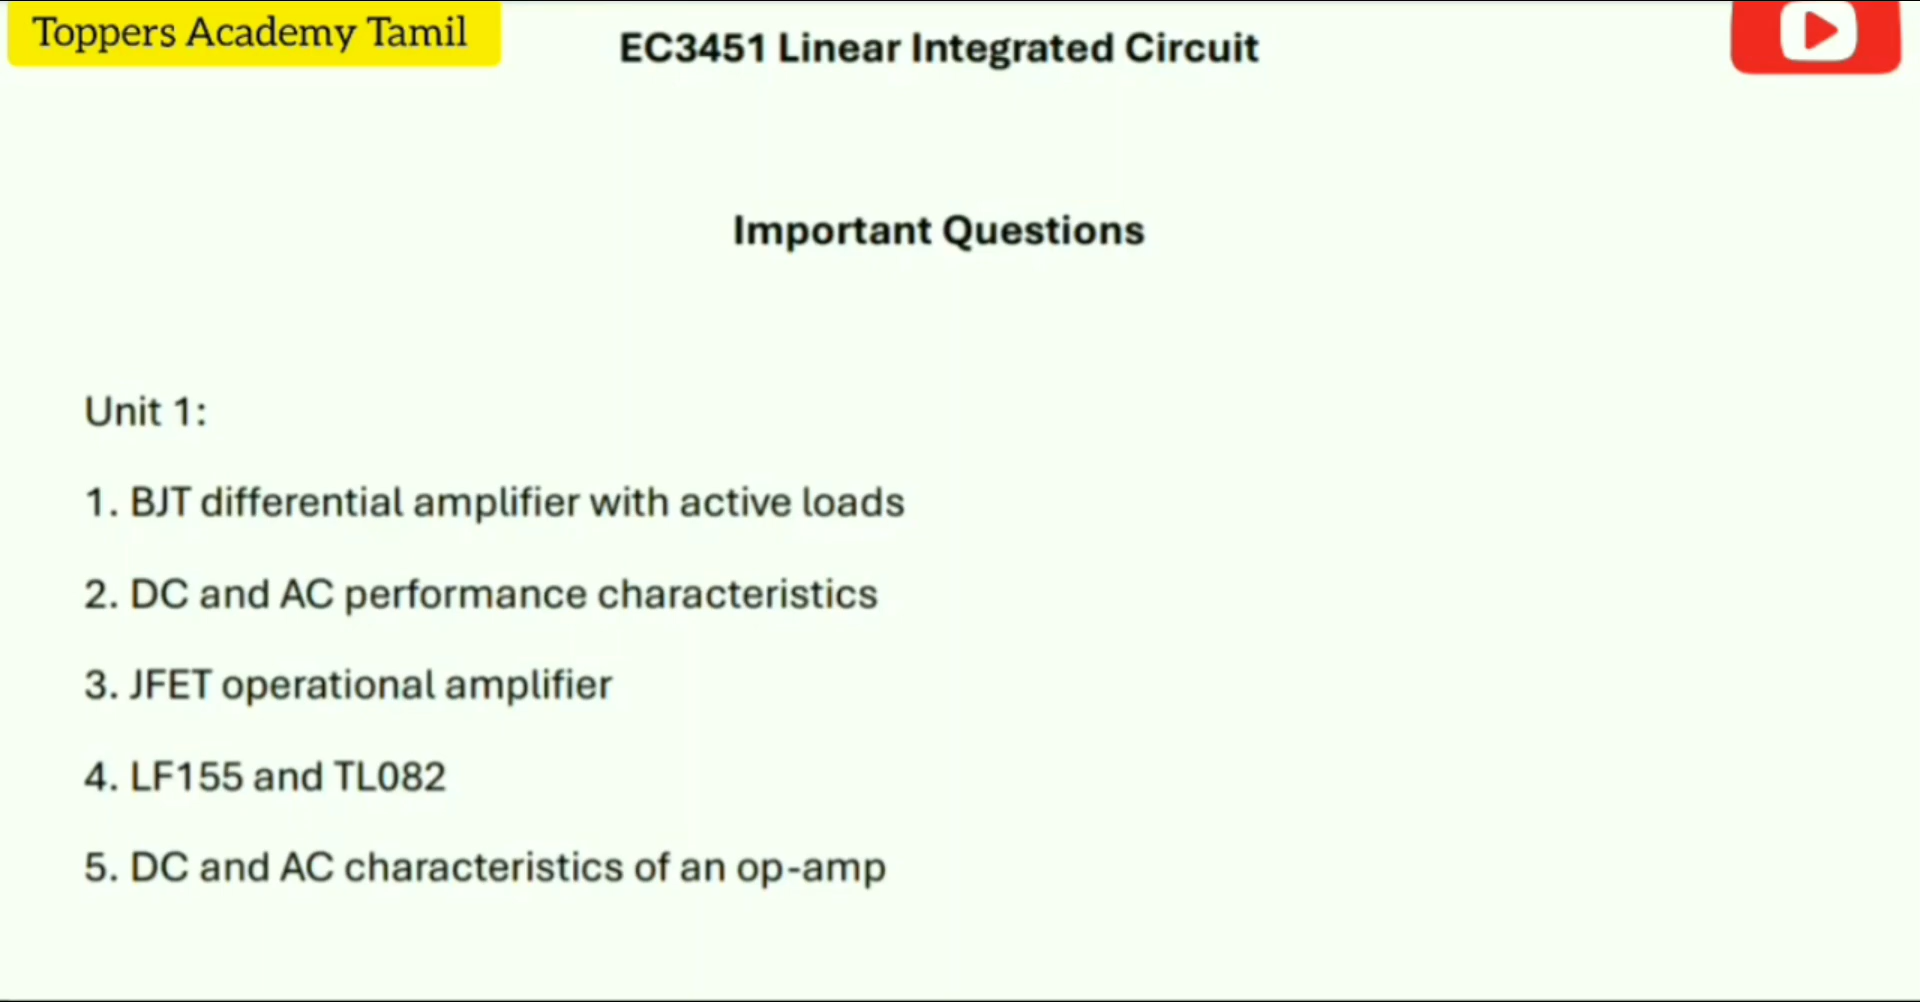 Toppers Academy Tamil
EC3451 Linear Integrated Circuit
Important Questions
Unit 1:
1. BJT differential amplifier with active loads
2. DC and AC performance characteristics
3. JFET operational amplifier
4. LF155 and TL082
5. DC and AC characteristics of an op-amp